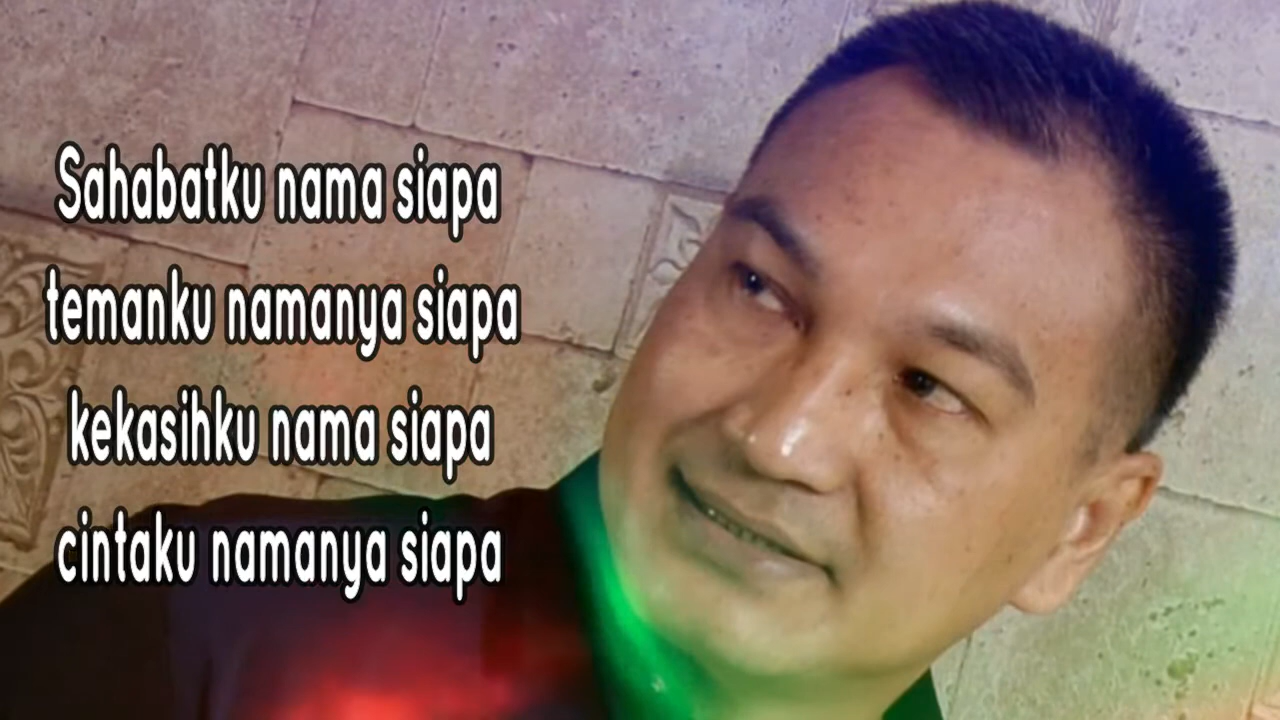 Sahabatku nama siapa
temanku namanya siapa
kekasihku nama siapa
cintaku namanya siapa